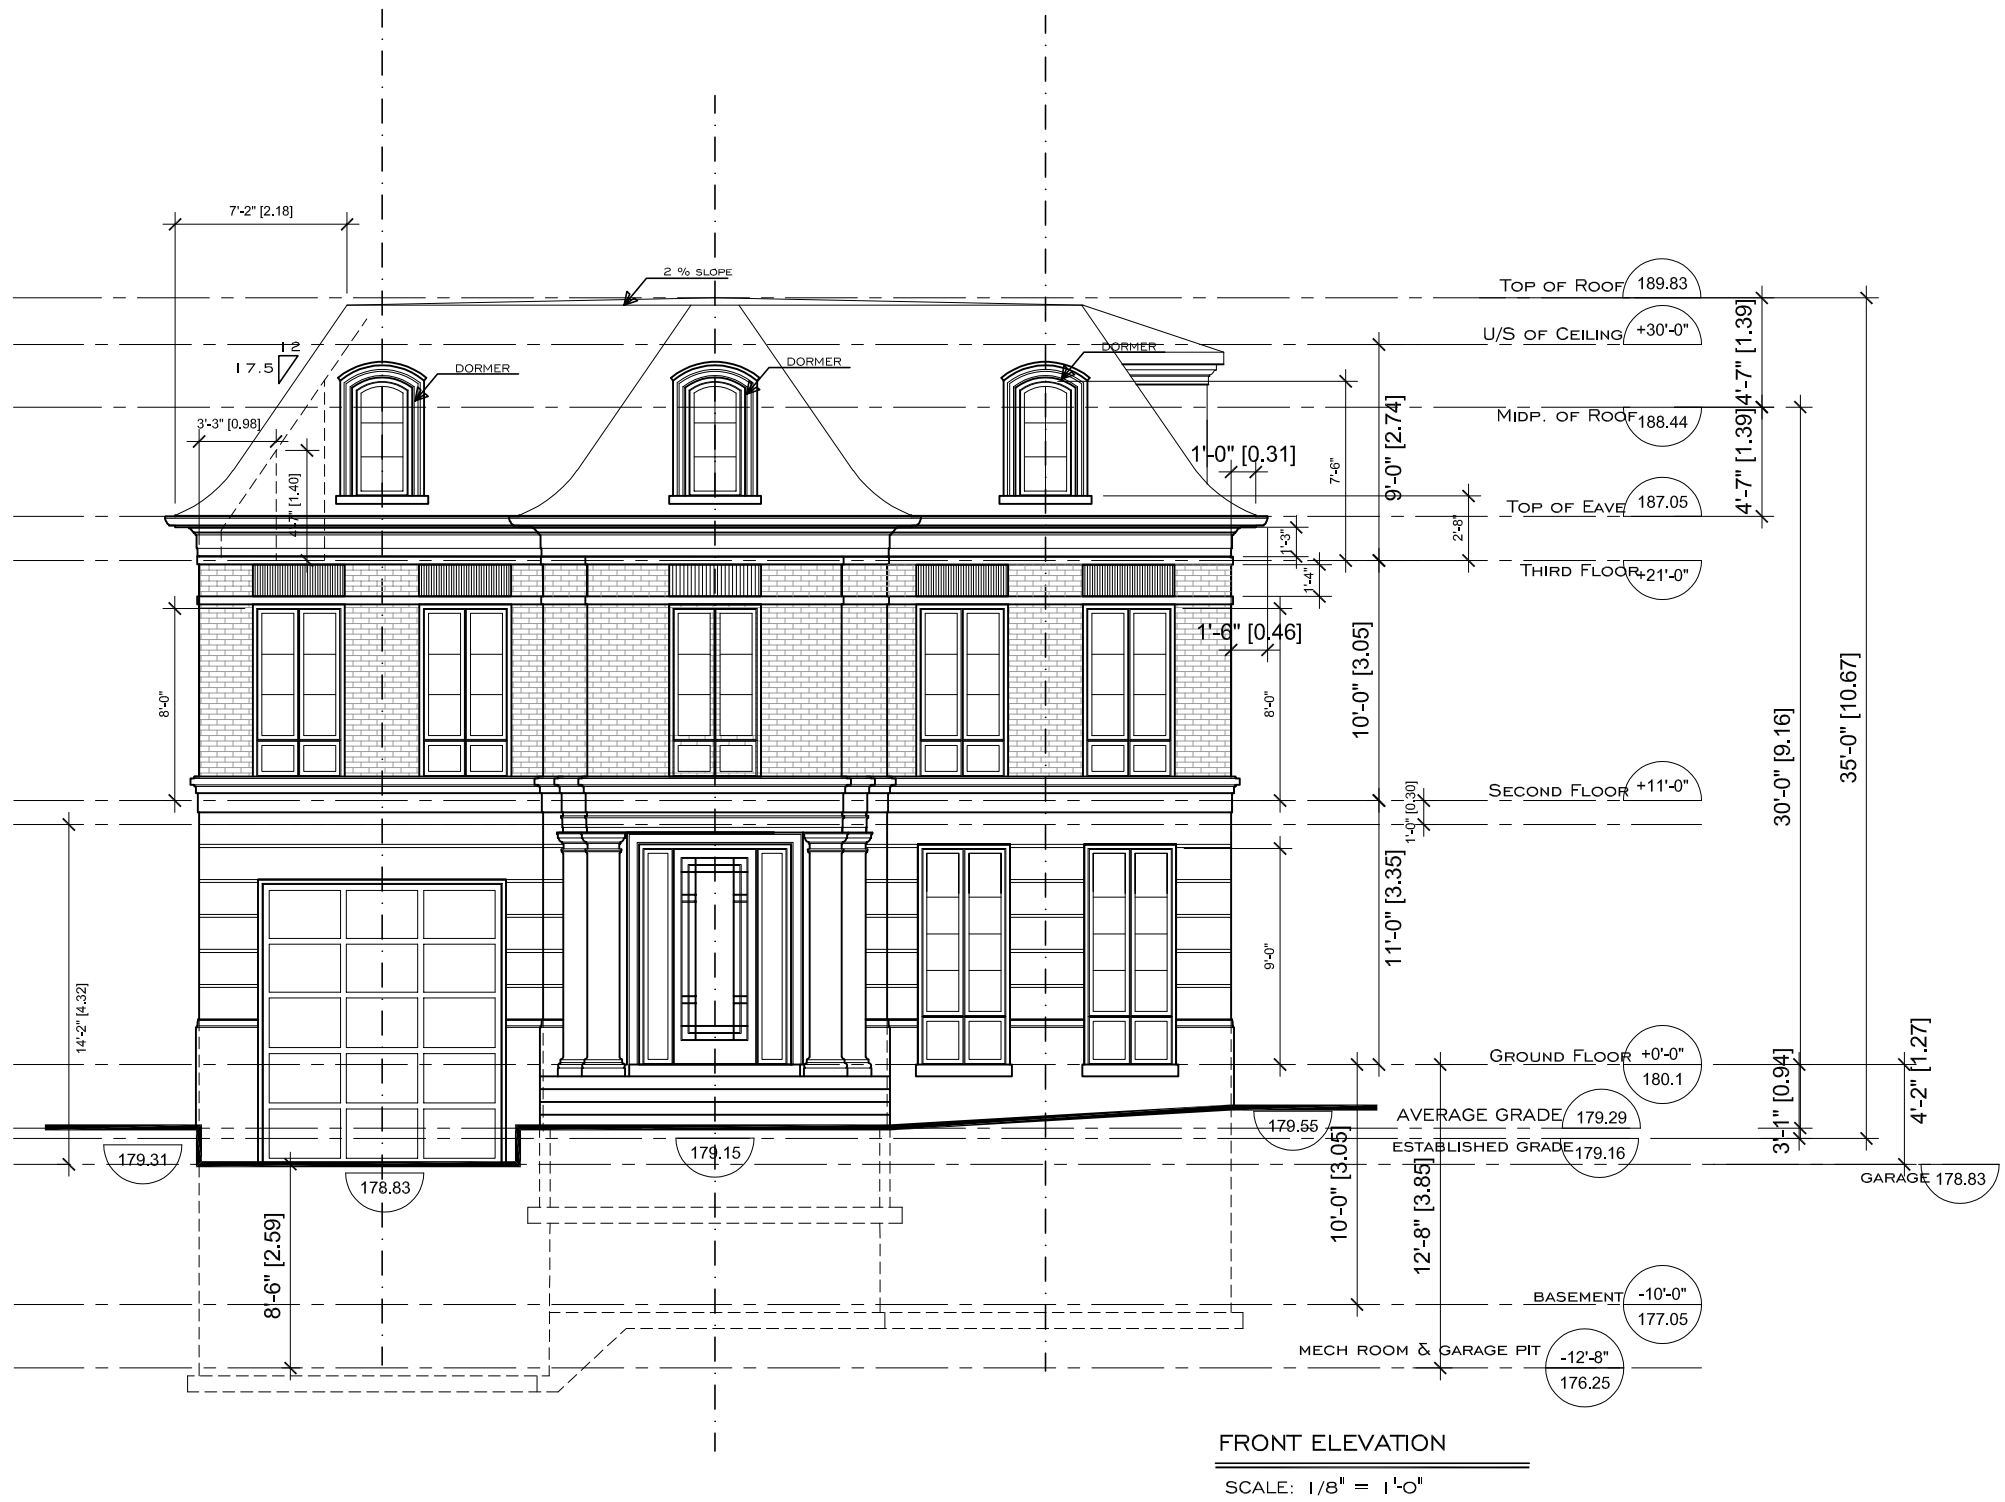 7'-2" [2.18]
2 % SLOPE
TOP OF ROOF 189.83
U/S OF CEILING +30'-0"
4'-7" [1.39]
12
17.5
DORMER
DORMER
DORMER
MIDP. OF ROOF 188.44
3'-3" [0.98]
9'-0" [2.74]
1'-0" [0.31]
7'-6"
4'-7" [1.40]
4'-7" [1.39]
TOP OF EAVE 187.05
2'-8"
1'-3"
THIRD FLOOR +21'-0"
1'-4"
1'-6" [0.46]
8'-0"
8'-0"
10'-0" [3.05]
35'-0" [10.67]
30'-0" [9.16]
SECOND FLOOR +11'-0"
1'-0" [0.30]
11'-0" [3.35]
9'-0"
14'-2" [4.32]
GROUND FLOOR +0'-0"
180.1
4'-2" [1.27]
3'-1" [0.94]
AVERAGE GRADE 179.29
179.55
ESTABLISHED GRADE 179.16
179.31
179.15
178.83
GARAGE 178.83
10'-0" [3.05]
12'-8" [3.85]
8'-6" [2.59]
BASEMENT -10'-0"
177.05
MECH ROOM & GARAGE PIT -12'-8"
176.25
FRONT ELEVATION
SCALE: 1/8" = 1'-0"